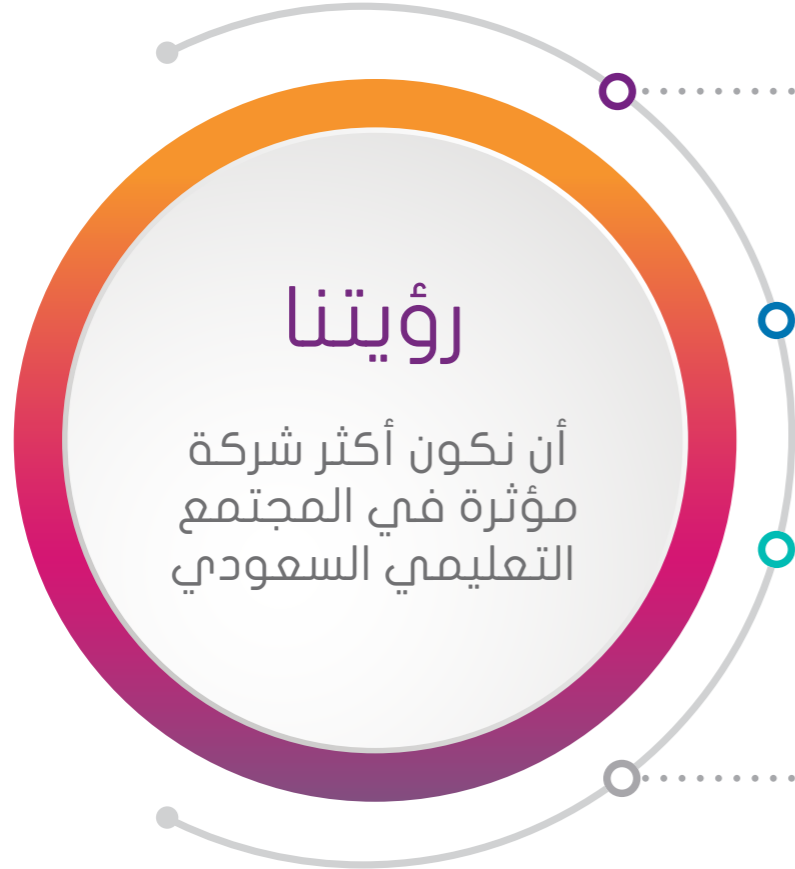 رؤيتنا
أن نكون أكثر شركة
مؤثرة في المجتمع
التعليمي السعودي